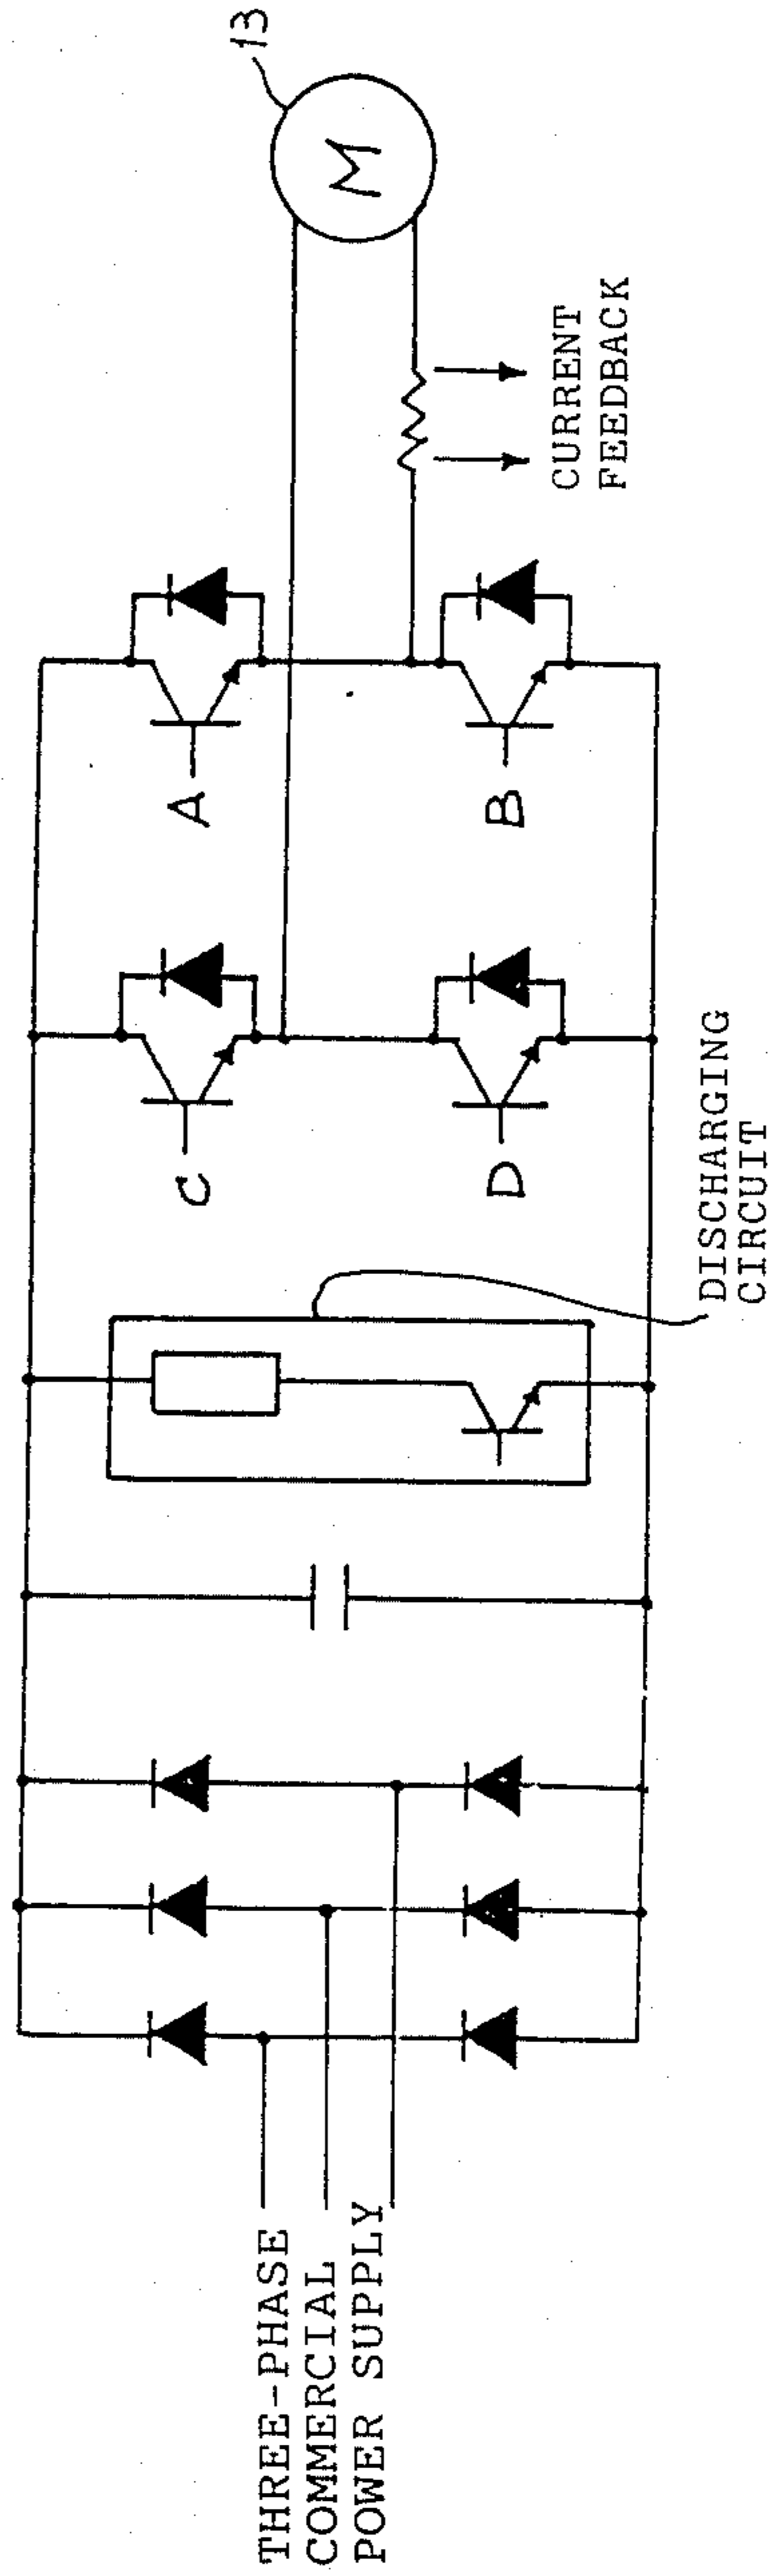 THREE-PHASE
COMMERCIAL
POWER SUPPLY
DISCHARGING
CIRCUIT
C
D
A
B
CURRENT
FEEDBACK
M
13